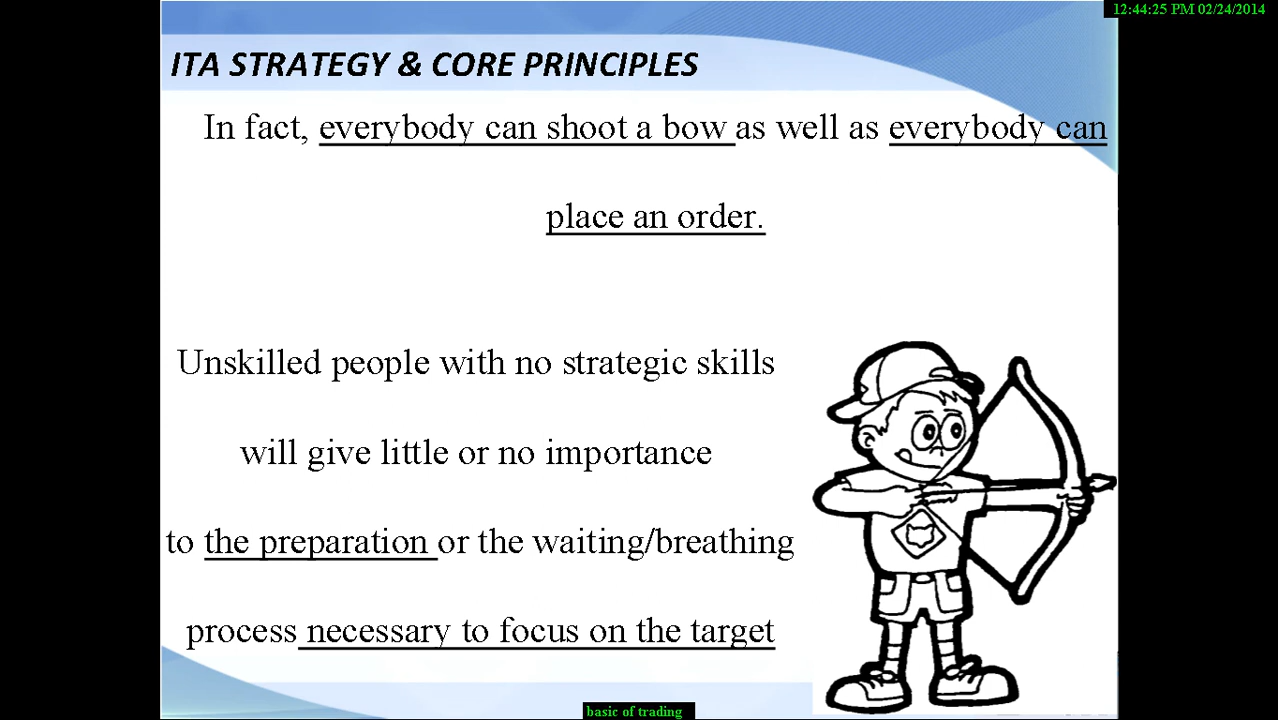 12:44:25 PM 02/24/2014
ITA STRATEGY & CORE PRINCIPLES
In fact, everybody can shoot a bow as well as everybody can
place an order.
Unskilled people with no strategic skills
will give little or no importance
to the preparation or the waiting/breathing
process necessary to focus on the target
basic of trading